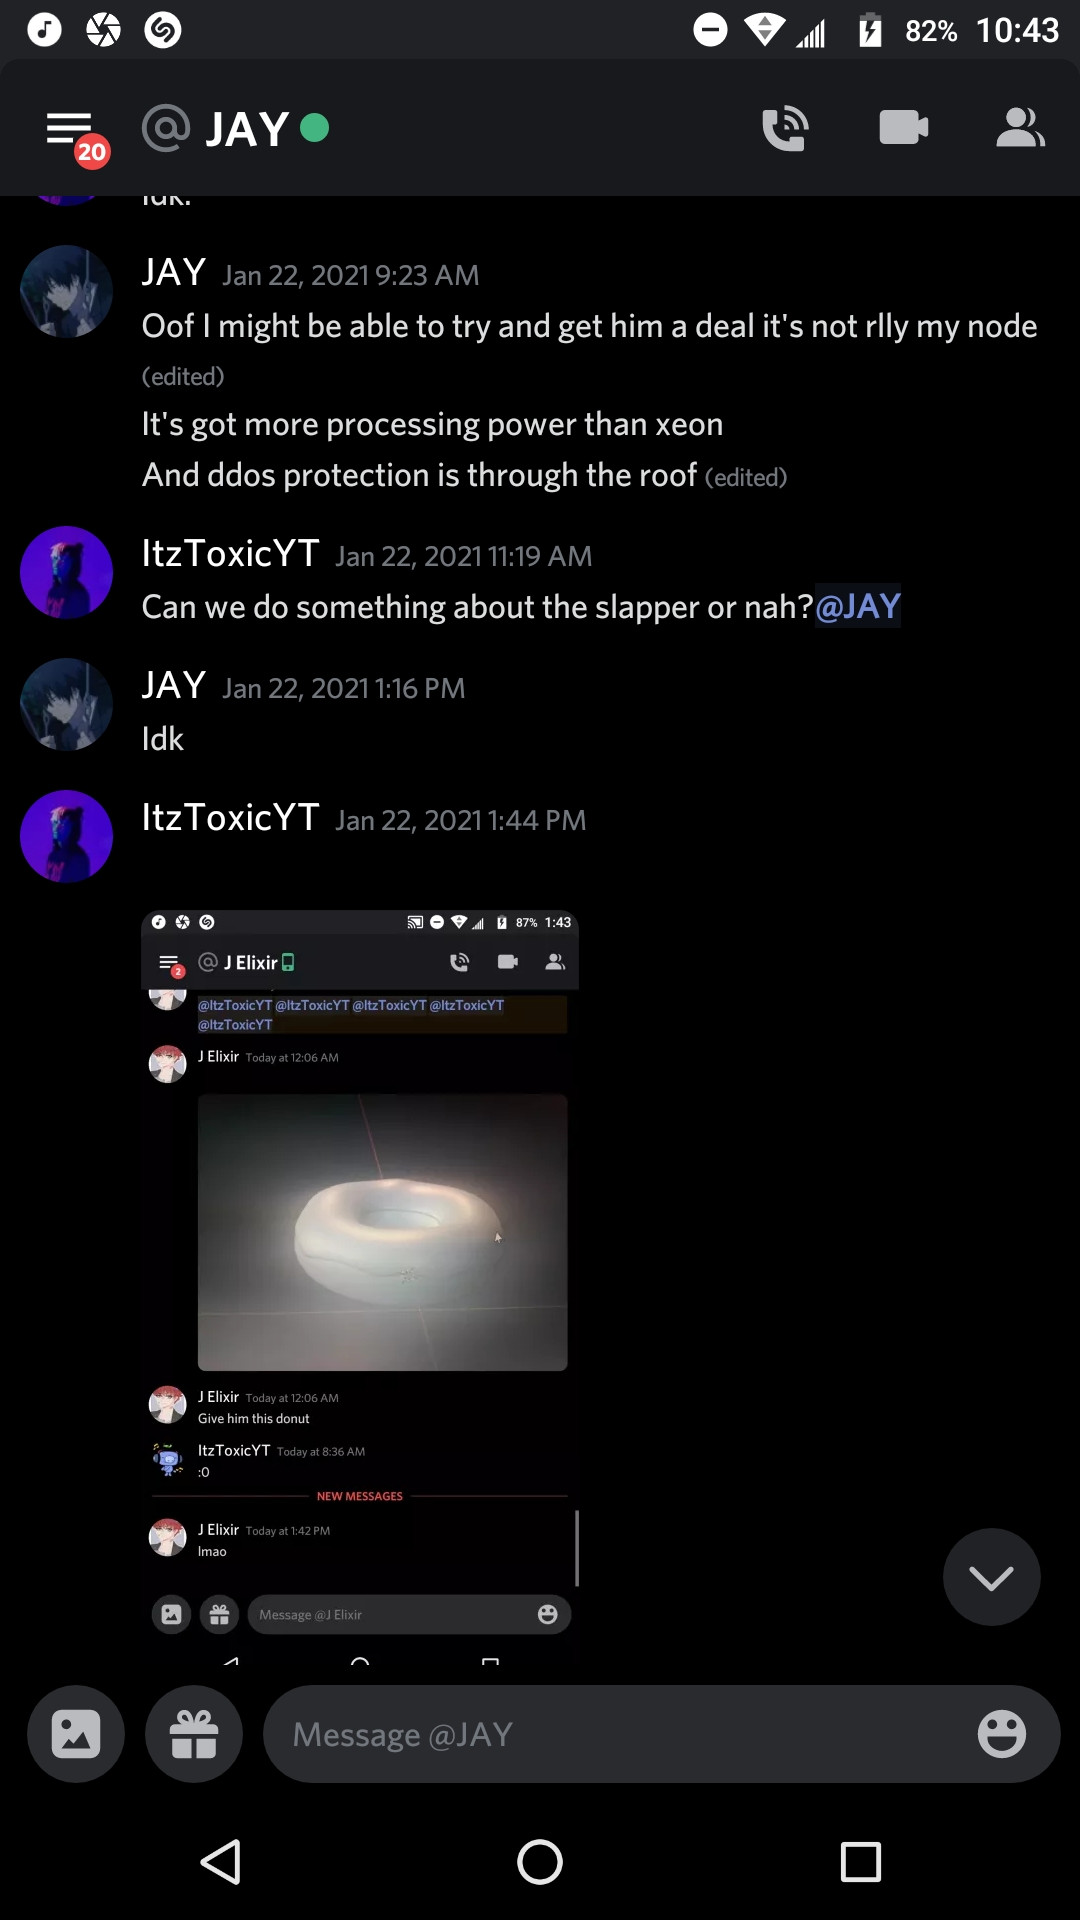 82% 10:43
20
@ JAY
Idk.
JAY Jan 22, 2021 9:23 AM
Oof I might be able to try and get him a deal it's not rlly my node
(edited)
It's got more processing power than xeon
And ddos protection is through the roof (edited)
ItzToxicYT Jan 22, 2021 11:19 AM
Can we do something about the slapper or nah?@JAY
JAY Jan 22, 2021 1:16 PM
Idk
ItzToxicYT Jan 22, 2021 1:44 PM
87% 1:43
2
@ J Elixir
@ItzToxicYT @ItzToxicYT @ItzToxicYT @ItzToxicYT
@ItzToxicYT
J Elixir Today at 12:06 AM
J Elixir Today at 12:06 AM
Give him this donut
ItzToxicYT Today at 8:36 AM
:0
NEW MESSAGES
J Elixir Today at 1:42 PM
lmao
Message @J Elixir
Message @JAY